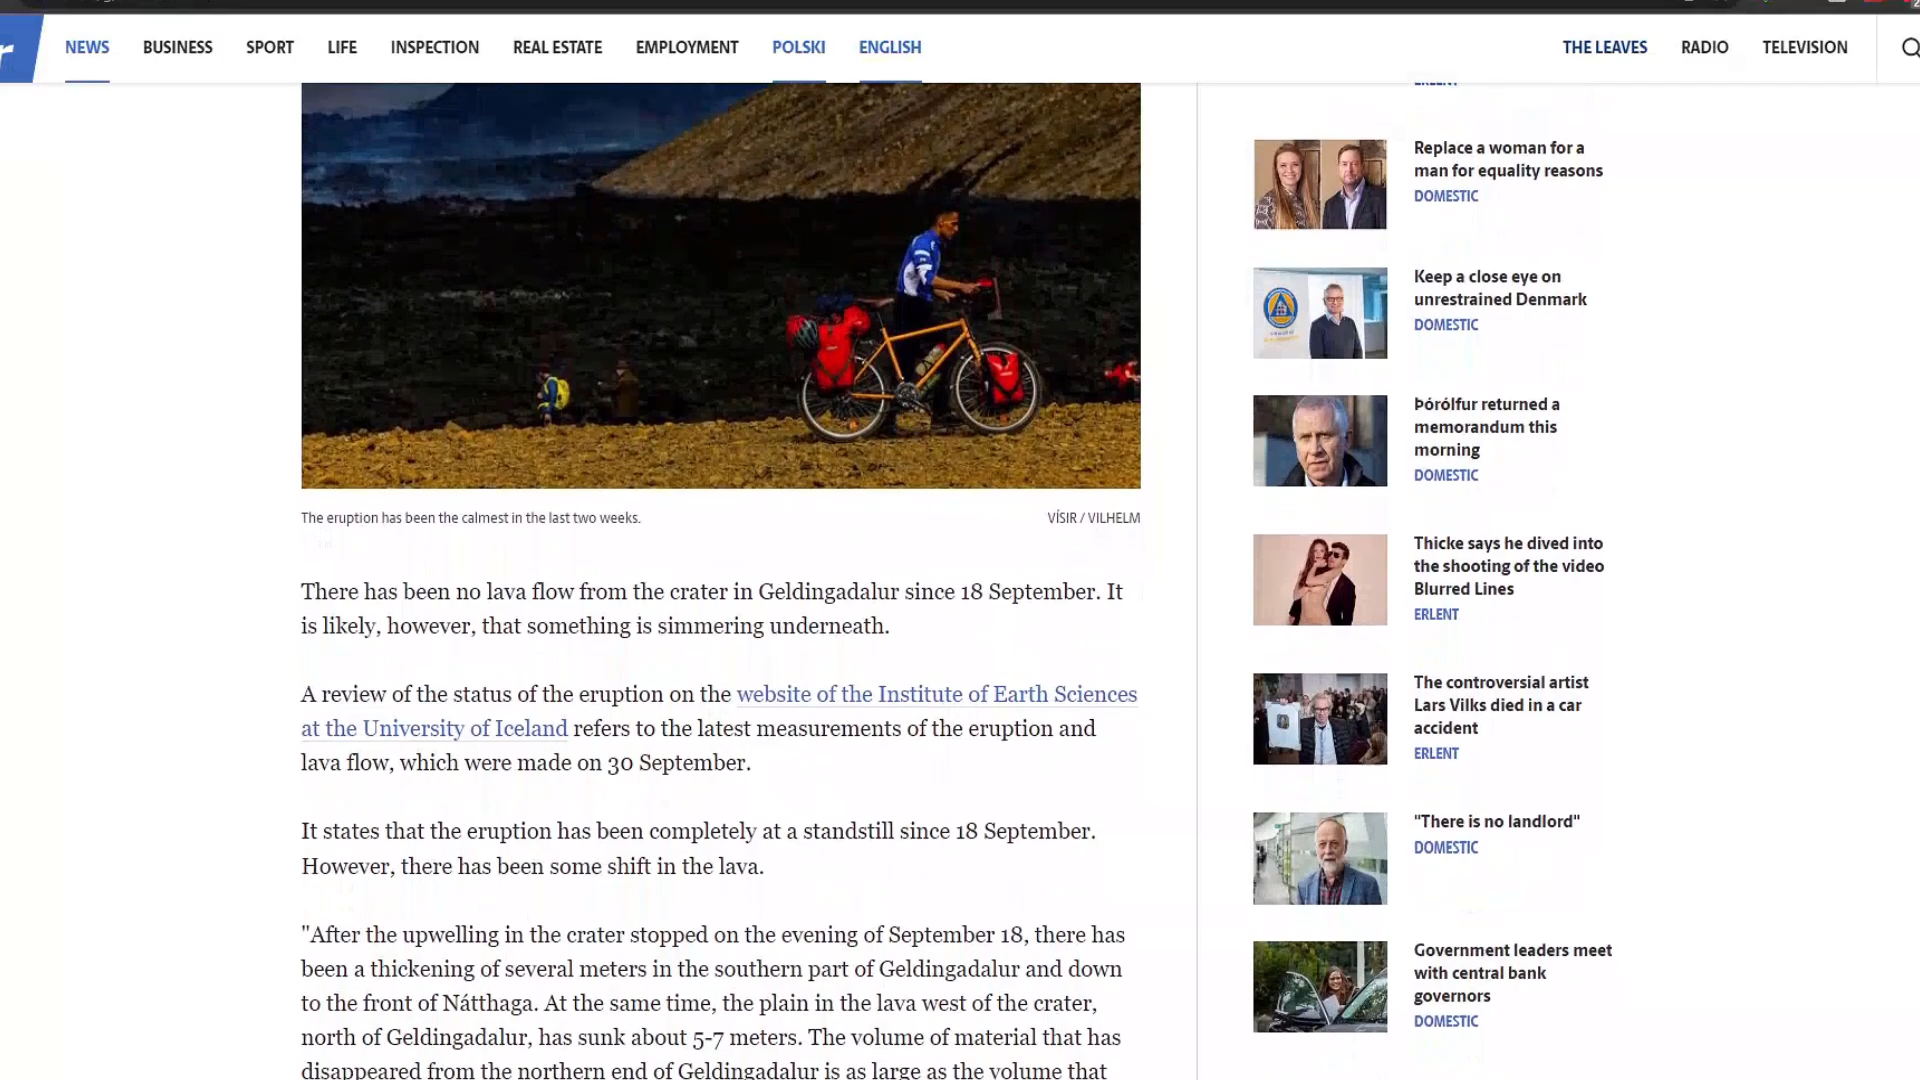 NEWS BUSINESS SPORT LIFE INSPECTION REAL ESTATE EMPLOYMENT POLSKI ENGLISH THE LEAVES RADIO TELEVISION
The eruption has been the calmest in the last two weeks. VÍSIR / VILHELM
There has been no lava flow from the crater in Geldingadalur since 18 September. It
is likely, however, that something is simmering underneath.
A review of the status of the eruption on the website of the Institute of Earth Sciences
at the University of Iceland refers to the latest measurements of the eruption and
lava flow, which were made on 30 September.
It states that the eruption has been completely at a standstill since 18 September.
However, there has been some shift in the lava.
"After the upwelling in the crater stopped on the evening of September 18, there has
been a thickening of several meters in the southern part of Geldingadalur and down
to the front of Nátthaga. At the same time, the plain in the lava west of the crater,
north of Geldingadalur, has sunk about 5-7 meters. The volume of material that has
disappeared from the northern end of Geldingadalur is as large as the volume that
ERLENT
Replace a woman for a
man for equality reasons
DOMESTIC
Keep a close eye on
unrestrained Denmark
DOMESTIC
Þórólfur returned a
memorandum this
morning
DOMESTIC
Thicke says he dived into
the shooting of the video
Blurred Lines
ERLENT
The controversial artist
Lars Vilks died in a car
accident
ERLENT
"There is no landlord"
DOMESTIC
Government leaders meet
with central bank
governors
DOMESTIC